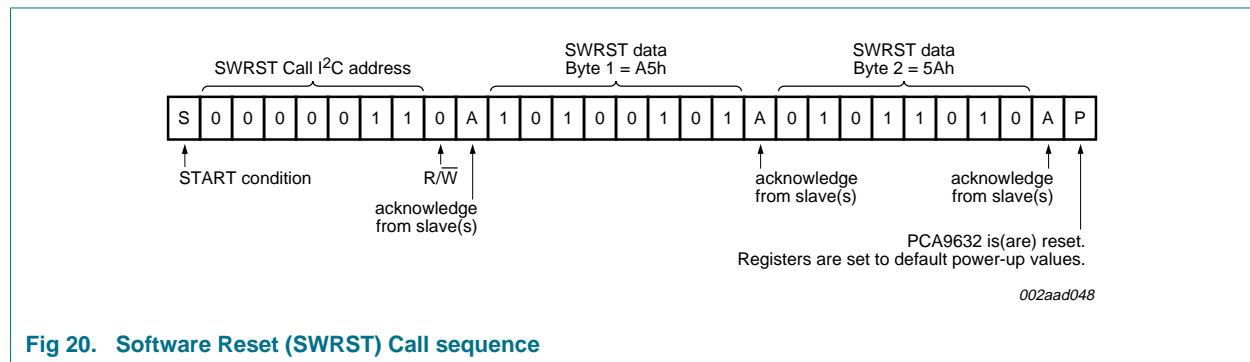 SWRST Call I2C address
SWRST data
Byte 1 = A5h
SWRST data
Byte 2 = 5Ah
S 0 0 0 0 0 1 1 0 A 1 0 1 0 0 1 0 1 A 0 1 0 1 1 0 1 0 A P
START condition
R/W̅
acknowledge
from slave(s)
acknowledge
from slave(s)
acknowledge
from slave(s)
PCA9632 is(are) reset.
Registers are set to default power-up values.
002aad048
Fig 20. Software Reset (SWRST) Call sequence